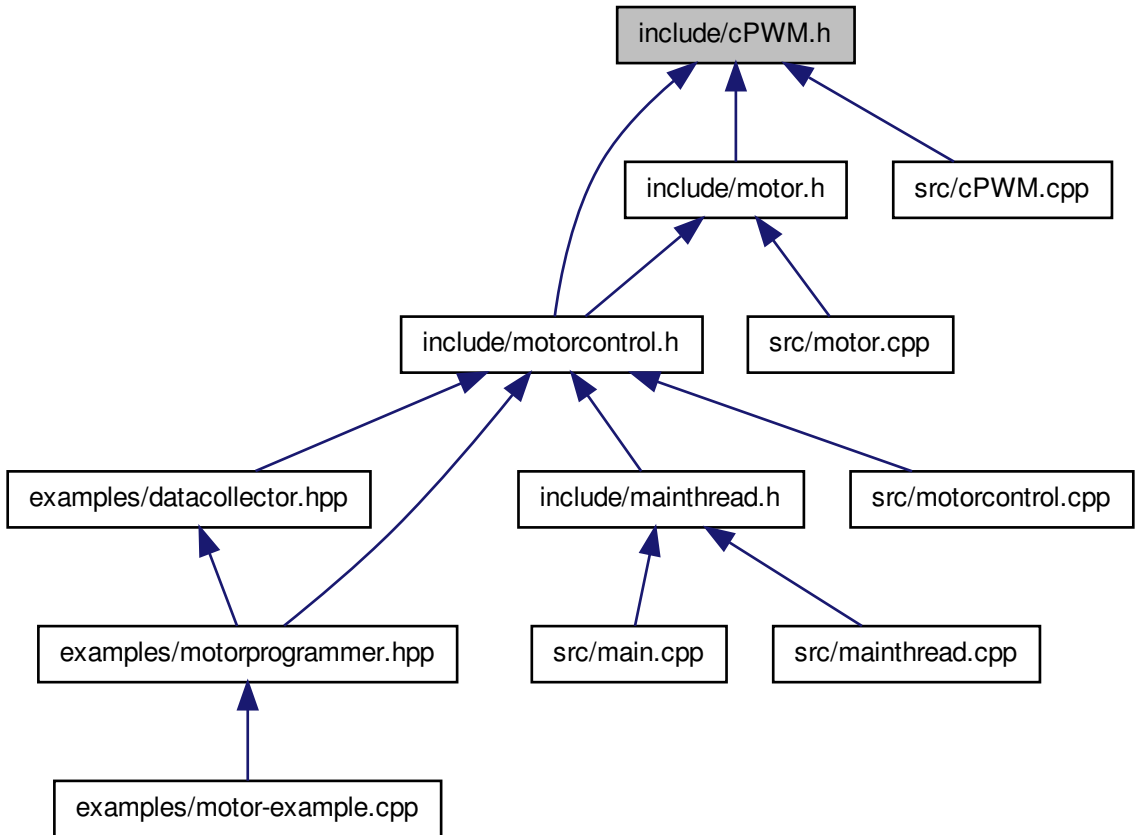 include/cPWM.h
include/motor.h
src/cPWM.cpp
include/motorcontrol.h
src/motor.cpp
examples/datacollector.hpp
include/mainthread.h
src/motorcontrol.cpp
examples/motorprogrammer.hpp
src/main.cpp
src/mainthread.cpp
examples/motor-example.cpp